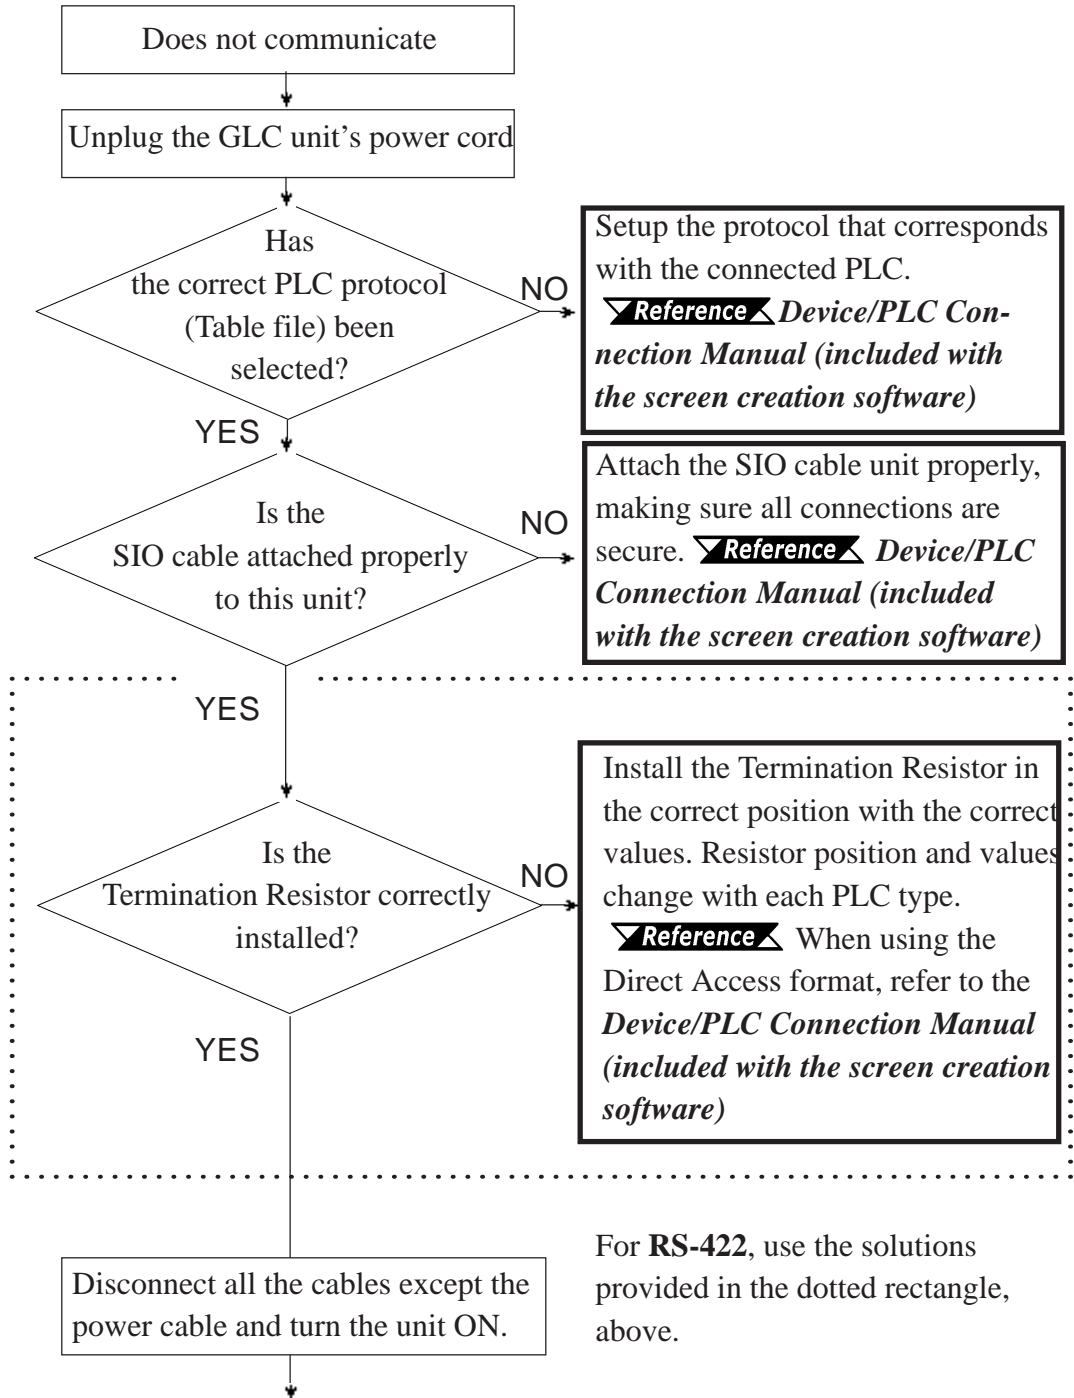 Does not communicate
Unplug the GLC unit's power cord
Has
the correct PLC protocol
(Table file) been
selected?
NO
Setup the protocol that corresponds
with the connected PLC.
Reference Device/PLC Con-
nection Manual (included with
the screen creation software)
YES
Is the
SIO cable attached properly
to this unit?
NO
Attach the SIO cable unit properly,
making sure all connections are
secure. Reference Device/PLC
Connection Manual (included
with the screen creation software)
YES
Is the
Termination Resistor correctly
installed?
NO
Install the Termination Resistor in
the correct position with the correct
values. Resistor position and values
change with each PLC type.
Reference When using the
Direct Access format, refer to the
Device/PLC Connection Manual
(included with the screen creation
software)
YES
Disconnect all the cables except the
power cable and turn the unit ON.
For RS-422, use the solutions
provided in the dotted rectangle,
above.